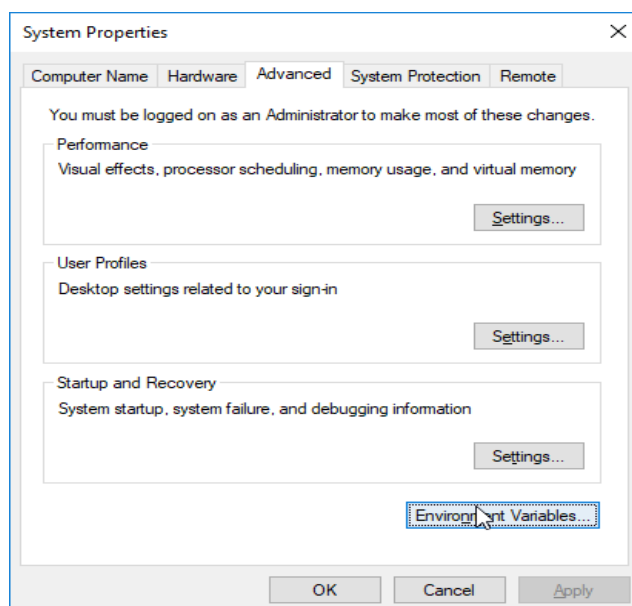 System Properties
Computer Name Hardware Advanced System Protection Remote
You must be logged on as an Administrator to make most of these changes.
Performance
Visual effects, processor scheduling, memory usage, and virtual memory
Settings...
User Profiles
Desktop settings related to your sign-in
Settings...
Startup and Recovery
System startup, system failure, and debugging information
Settings...
Environment Variables...
OK Cancel Apply